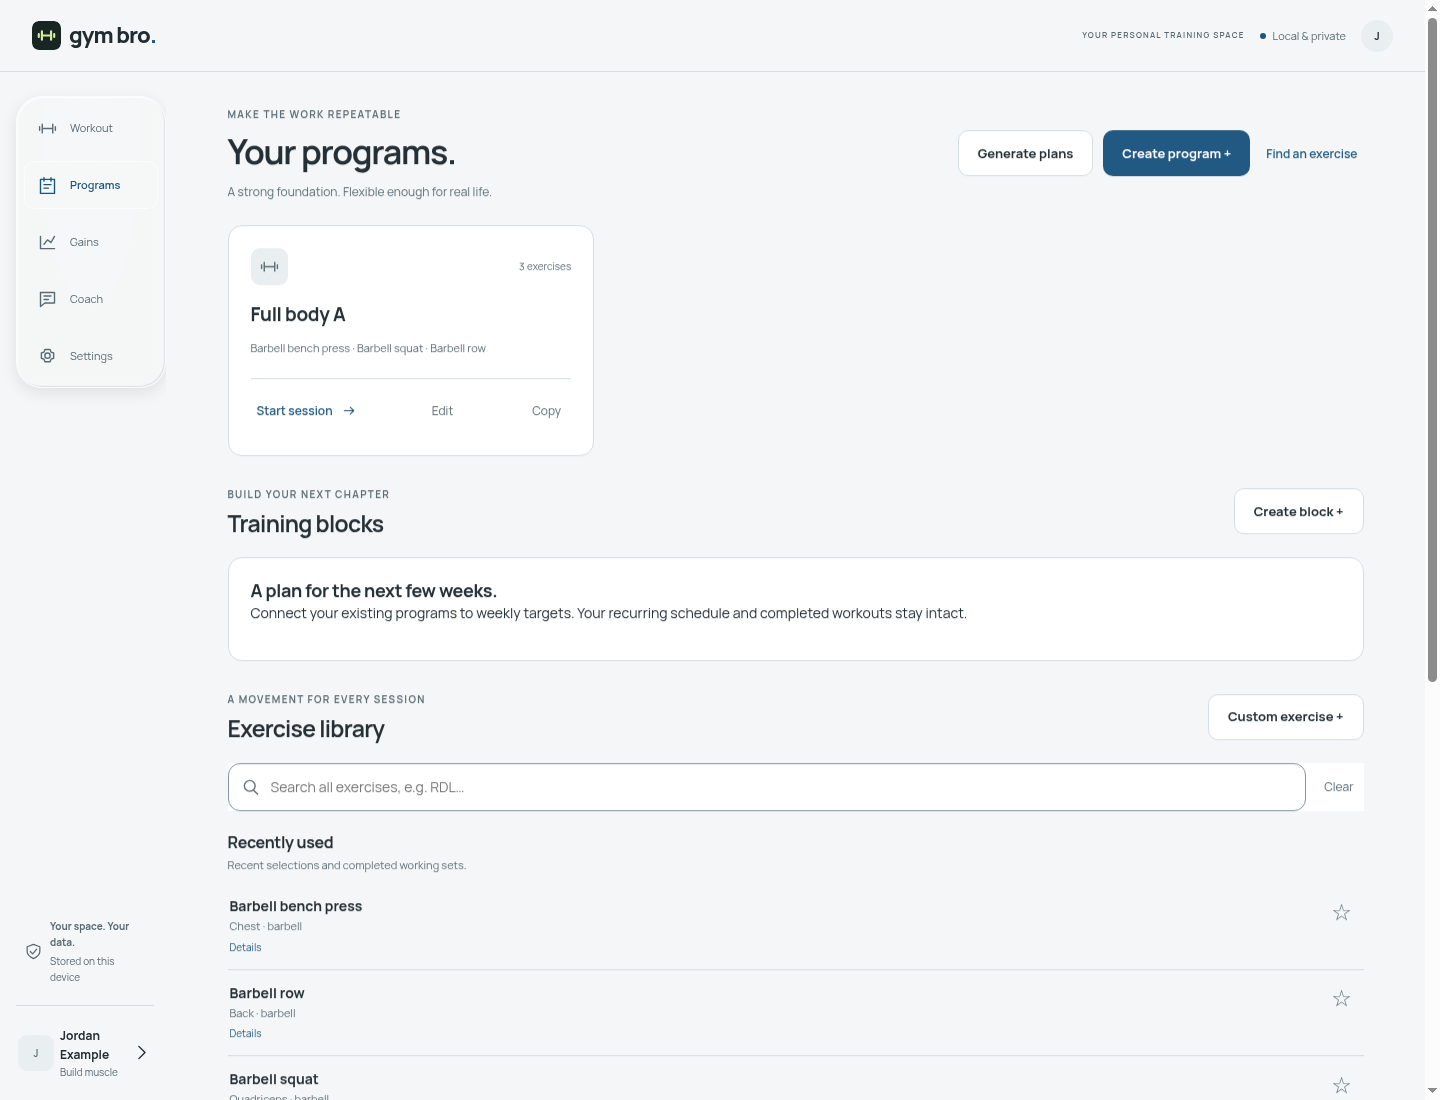 gym bro.
YOUR PERSONAL TRAINING SPACE
Local & private
J
Workout
Programs
Gains
Coach
Settings
MAKE THE WORK REPEATABLE
Your programs.
A strong foundation. Flexible enough for real life.
Generate plans
Create program +
Find an exercise
3 exercises
Full body A
Barbell bench press · Barbell squat · Barbell row
Start session →
Edit
Copy
BUILD YOUR NEXT CHAPTER
Training blocks
Create block +
A plan for the next few weeks.
Connect your existing programs to weekly targets. Your recurring schedule and completed workouts stay intact.
A MOVEMENT FOR EVERY SESSION
Exercise library
Custom exercise +
Search all exercises, e.g. RDL...
Clear
Recently used
Recent selections and completed working sets.
Barbell bench press
Chest · barbell
Details
Barbell row
Back · barbell
Details
Barbell squat
Quadriceps · barbell
Your space. Your
data.
Stored on this
device
J
Jordan
Example
Build muscle